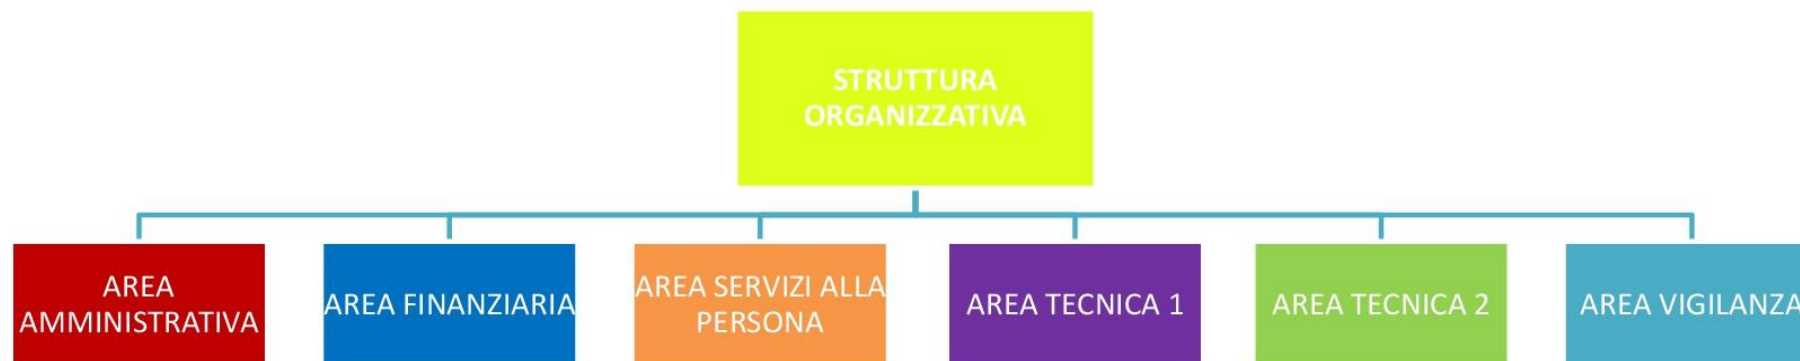 STRUTTURA
ORGANIZZATIVA
AREA
AMMINISTRATIVA
AREA FINANZIARIA
AREA SERVIZI ALLA
PERSONA
AREA TECNICA 1
AREA TECNICA 2
AREA VIGILANZA